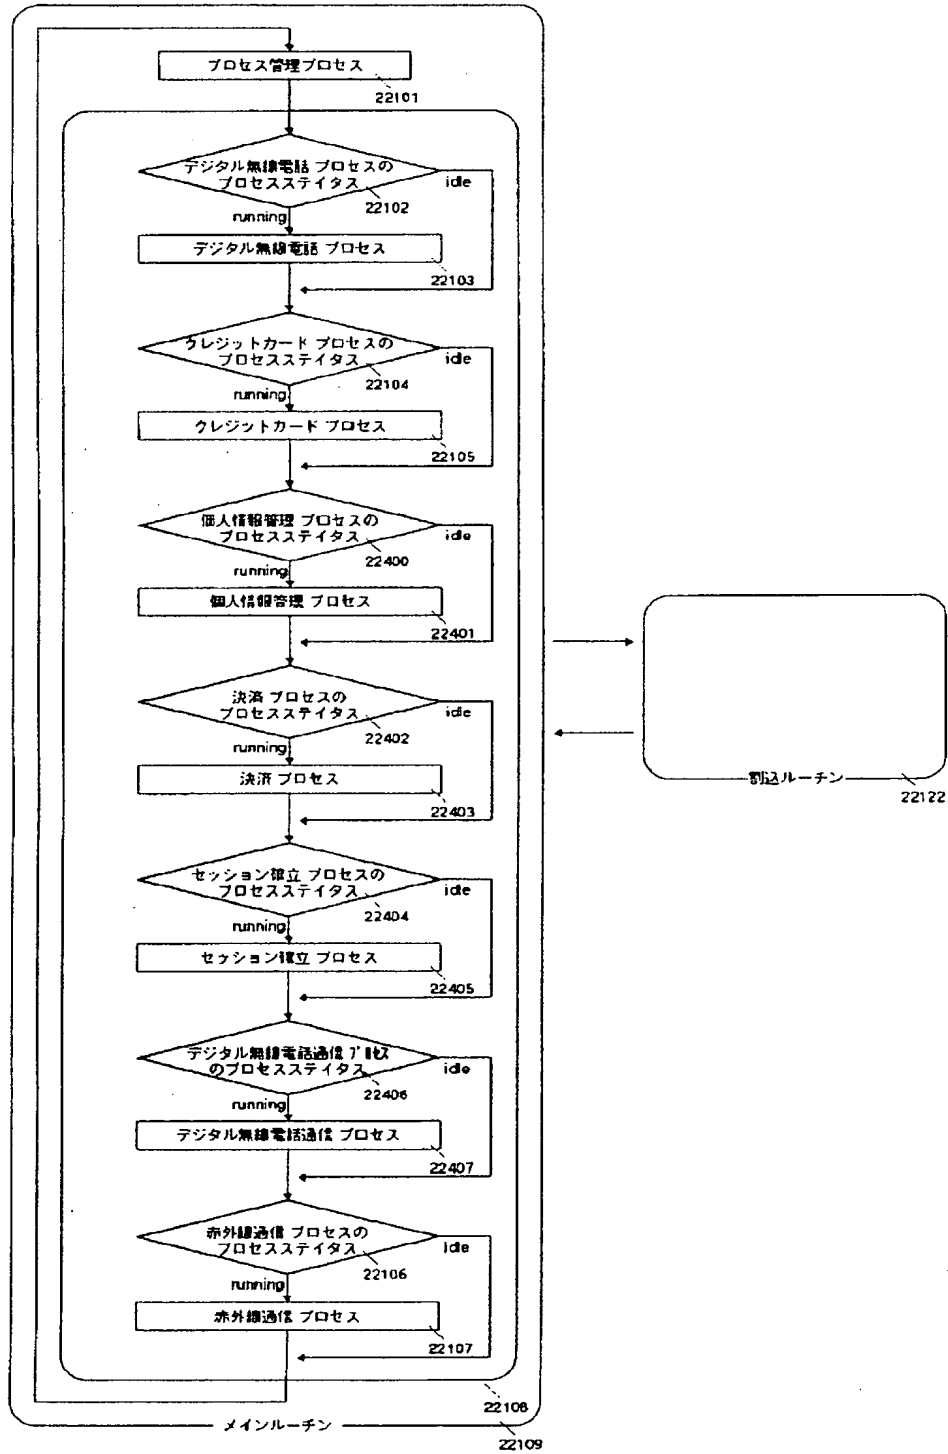 プロセス管理プロセス
22101
デジタル無線電話 プロセスの
プロセスステイタス
idle
22102
running
デジタル無線電話 プロセス
22103
クレジットカード プロセスの
プロセスステイタス
idle
22104
running
クレジットカード プロセス
22105
個人情報管理 プロセスの
プロセスステイタス
idle
22400
running
個人情報管理 プロセス
22401
決済 プロセスの
プロセスステイタス
idle
22402
running
決済 プロセス
22403
割込ルーチン
22122
セッション確立 プロセスの
プロセスステイタス
idle
22404
running
セッション確立 プロセス
22405
デジタル無線電話通信 プロセス
のプロセスステイタス
idle
22406
running
デジタル無線電話通信 プロセス
22407
赤外線通信 プロセスの
プロセスステイタス
idle
22106
running
赤外線通信 プロセス
22107
22108
メインルーチン
22109